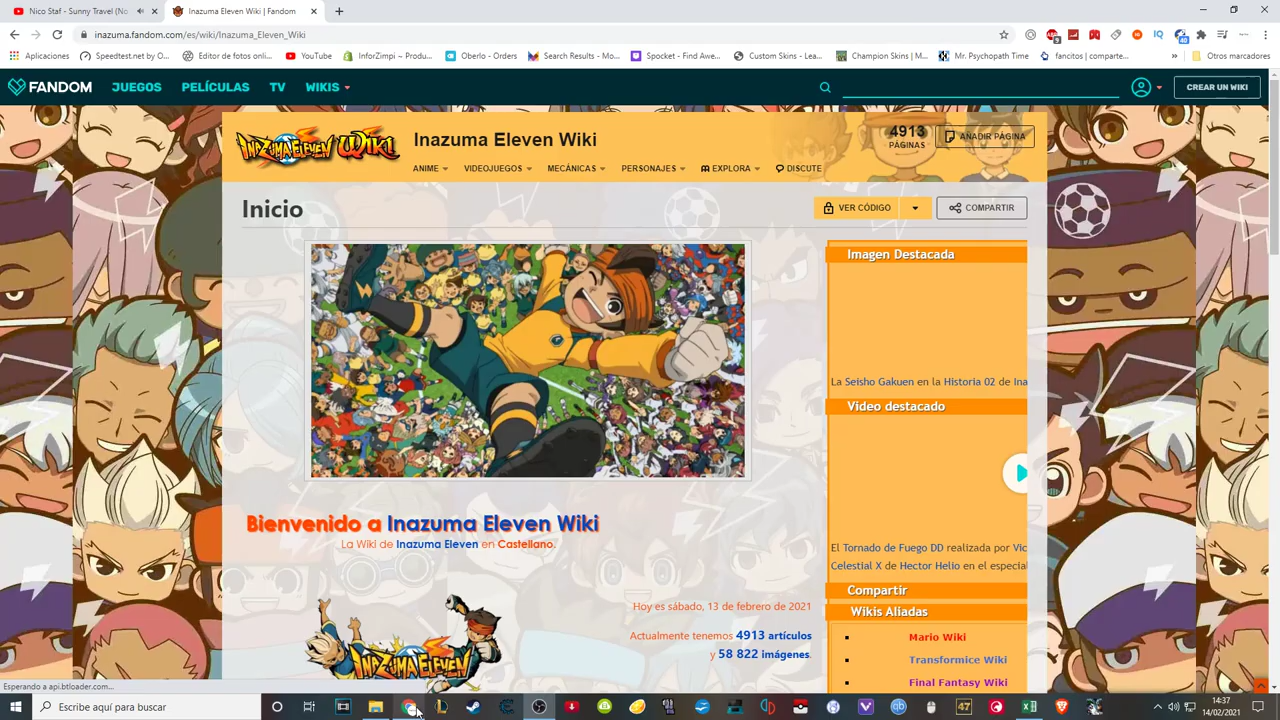 Nico Staf - Sunny Travel (No
Inazuma Eleven Wiki | Fandom
inazuma.fandom.com/es/wiki/Inazuma_Eleven_Wiki
Aplicaciones
Speedtest.net by O...
Editor de fotos onli...
YouTube
InforZimpi ~ Produ...
Oberlo - Orders
Search Results - Mo...
Spocket - Find Awe...
Custom Skins - Lea...
Champion Skins | M...
Mr. Psychopath Time
fancitos | comparte...
»
Otros marcadores
FANDOM
JUEGOS
PELÍCULAS
TV
WIKIS
CREAR UN WIKI
INAZUMA ELEVEN WIKI
Inazuma Eleven Wiki
4913
PÁGINAS
AÑADIR PÁGINA
ANIME
VIDEOJUEGOS
MECÁNICAS
PERSONAJES
EXPLORA
DISCUTE
Inicio
VER CÓDIGO
COMPARTIR
Imagen Destacada
La Seisho Gakuen en la Historia 02 de Ina
Video destacado
El Tornado de Fuego DD realizada por Vic
Celestial X de Hector Helio en el especial
Compartir
Wikis Aliadas
Mario Wiki
Transformice Wiki
Final Fantasy Wiki
Bienvenido a Inazuma Eleven Wiki
La Wiki de Inazuma Eleven en Castellano.
Hoy es sábado, 13 de febrero de 2021
Actualmente tenemos 4913 artículos
y 58 822 imágenes.
INAZUMA ELEVEN
Esperando a api.btloader.com...
Escribe aquí para buscar
47
14:37
14/02/2021